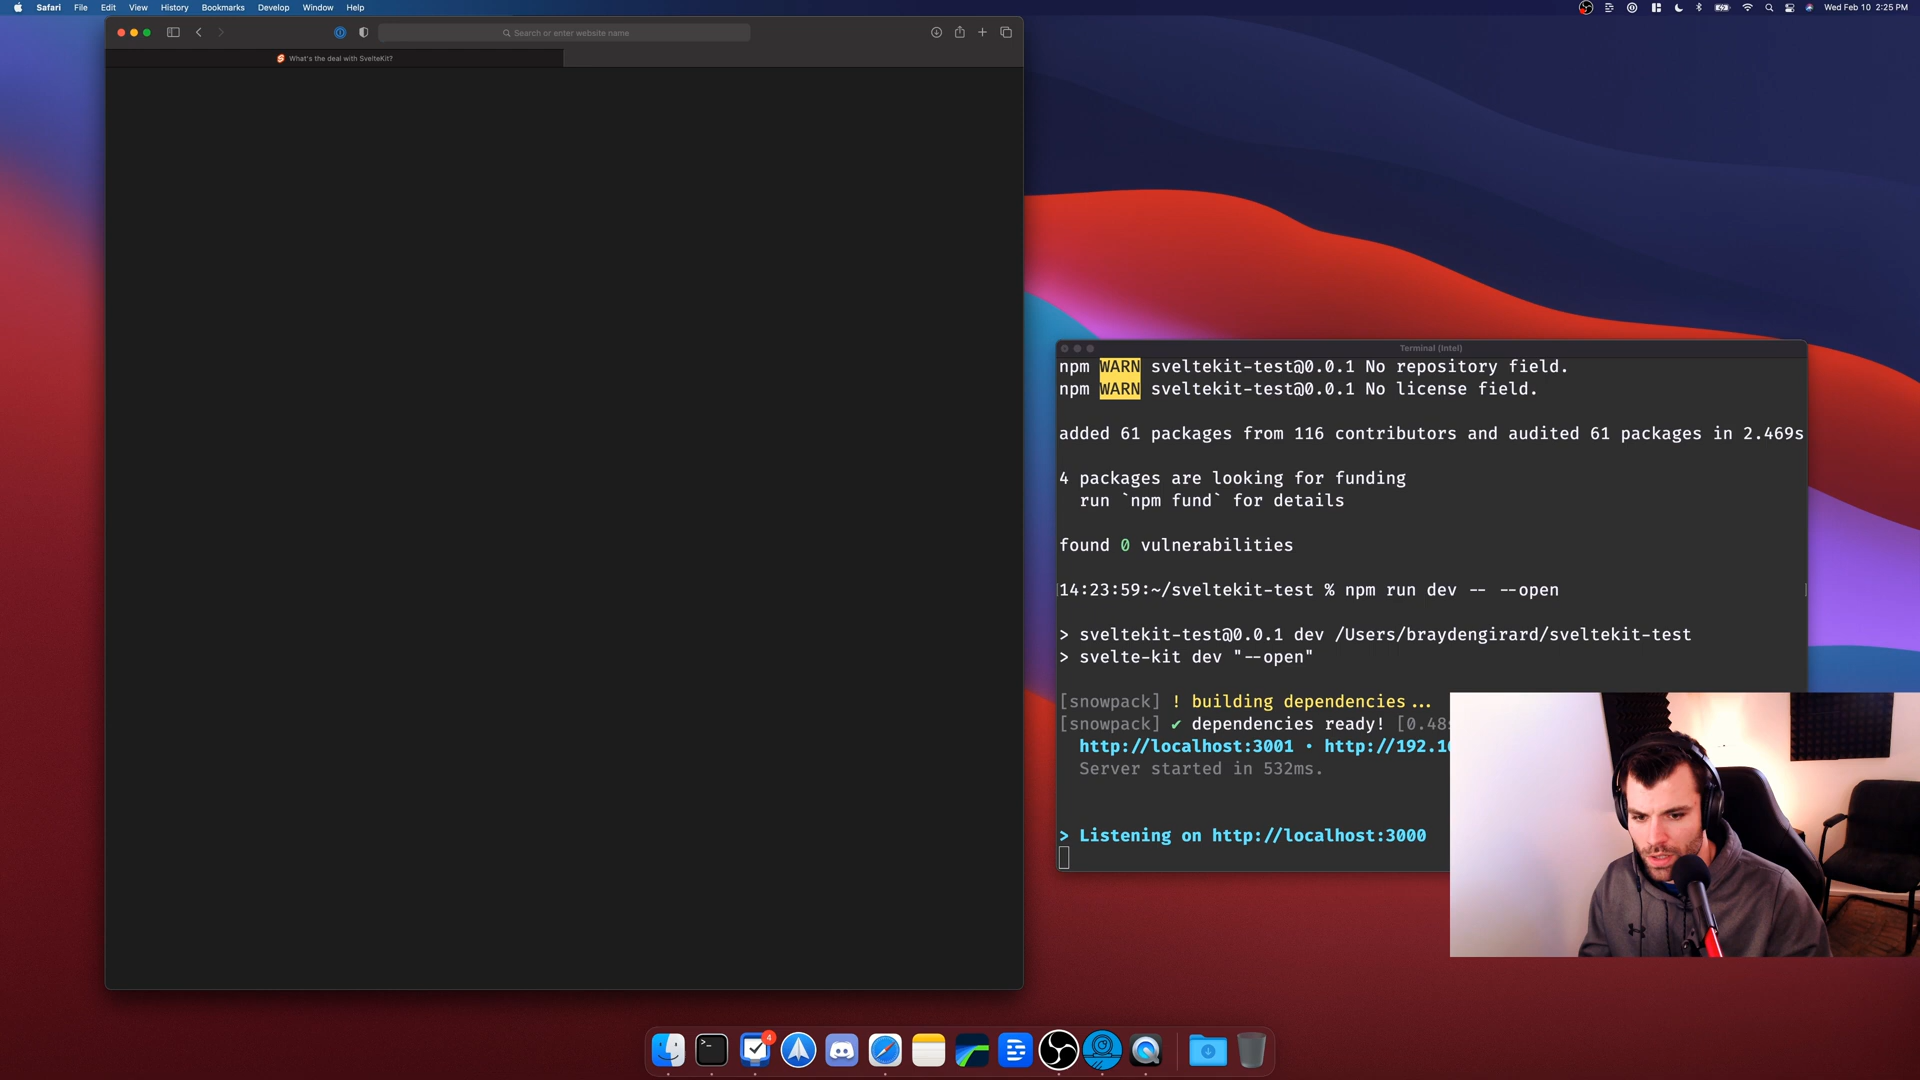 Safari File Edit View History Bookmarks Develop Window Help
Wed Feb 10 2:25 PM
Search or enter website name
What's the deal with SvelteKit?
Terminal (Intel)
npm WARN sveltekit-test@0.0.1 No repository field.
npm WARN sveltekit-test@0.0.1 No license field.
added 61 packages from 116 contributors and audited 61 packages in 2.469s
4 packages are looking for funding
run `npm fund` for details
found 0 vulnerabilities
14:23:59:~/sveltekit-test % npm run dev -- --open
> sveltekit-test@0.0.1 dev /Users/braydengirard/sveltekit-test
> svelte-kit dev "--open"
[snowpack] ! building dependencies...
[snowpack] ✔ dependencies ready! [0.48s
http://localhost:3001 • http://192.16
Server started in 532ms.
> Listening on http://localhost:3000
4